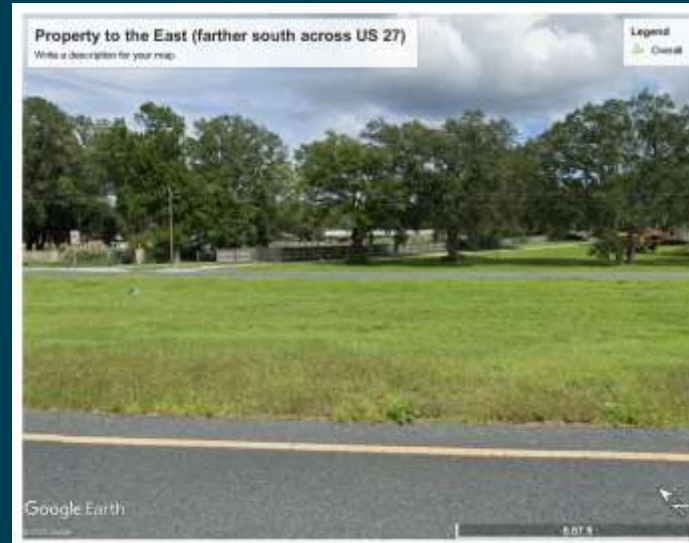 Property to the East (farther south across US 27)
Write a description for your map.
Legend
Overall
Google Earth